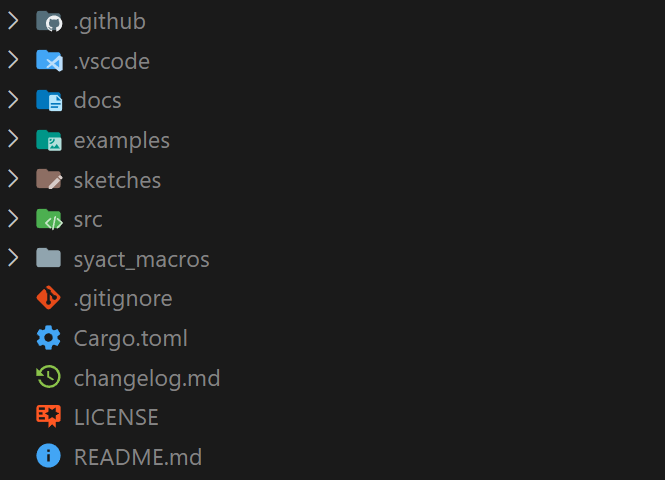 .github
.vscode
docs
examples
sketches
src
syact_macros
.gitignore
Cargo.toml
changelog.md
LICENSE
README.md